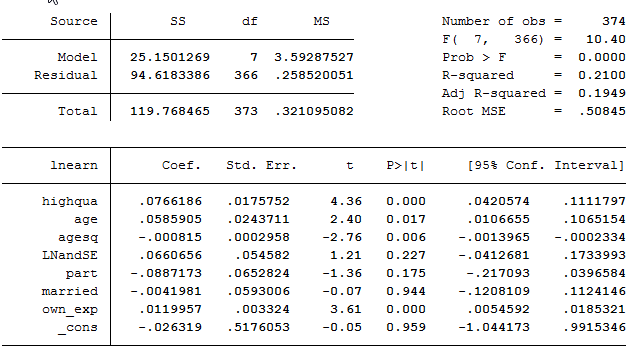 Source SS df MS Number of obs = 374
F( 7, 366) = 10.40
Model 25.1501269 7 3.59287527 Prob > F = 0.0000
Residual 94.6183386 366 .258520051 R-squared = 0.2100
Adj R-squared = 0.1949
Total 119.768465 373 .321095082 Root MSE = .50845
lnearn Coef. Std. Err. t P>|t| [95% Conf. Interval]
highqua .0766186 .0175752 4.36 0.000 .0420574 .1111797
age .0585905 .0243711 2.40 0.017 .0106655 .1065154
agesq -.000815 .0002958 -2.76 0.006 -.0013965 -.0002334
LNandSE .0660656 .054582 1.21 0.227 -.0412681 .1733993
part -.0887173 .0652824 -1.36 0.175 -.217093 .0396584
married -.0041981 .0593006 -0.07 0.944 -.1208109 .1124146
own_exp .0119957 .003324 3.61 0.000 .0054592 .0185321
_cons -.026319 .5176053 -0.05 0.959 -1.044173 .9915346